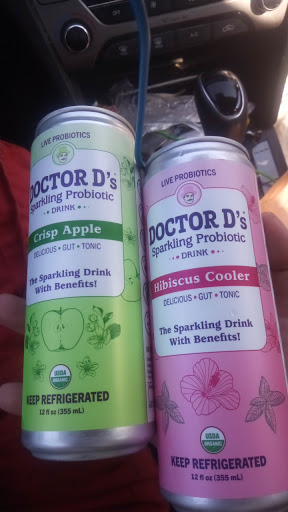 LIVE PROBIOTICS
DOCTOR D's
Sparkling Probiotic
DRINK
Crisp Apple
DELICIOUS • GUT • TONIC
The Sparkling Drink
With Benefits!
USDA
ORGANIC
KEEP REFRIGERATED
12 fl oz (355 mL)
LIVE PROBIOTICS
DOCTOR D's
Sparkling Probiotic
DRINK
Hibiscus Cooler
DELICIOUS • GUT • TONIC
The Sparkling Drink
With Benefits!
USDA
ORGANIC
KEEP REFRIGERATED
12 fl oz (355 mL)